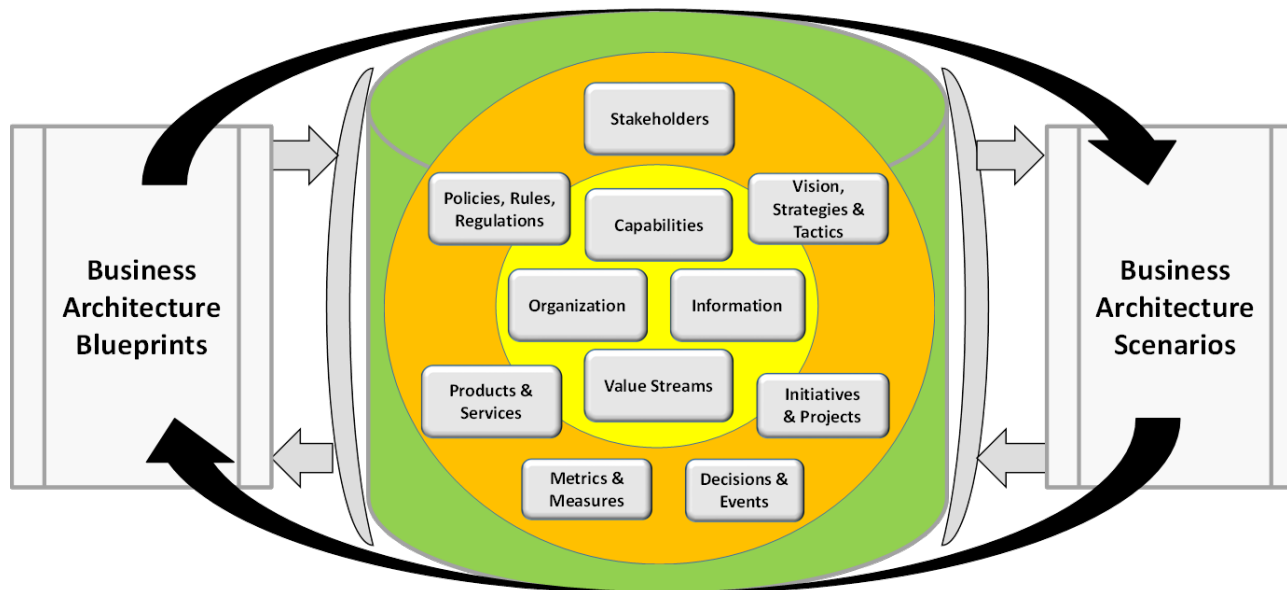 Stakeholders
Policies, Rules,
Regulations
Vision,
Strategies &
Tactics
Capabilities
Business
Architecture
Blueprints
Organization
Information
Business
Architecture
Scenarios
Products &
Services
Value Streams
Initiatives
& Projects
Metrics &
Measures
Decisions &
Events